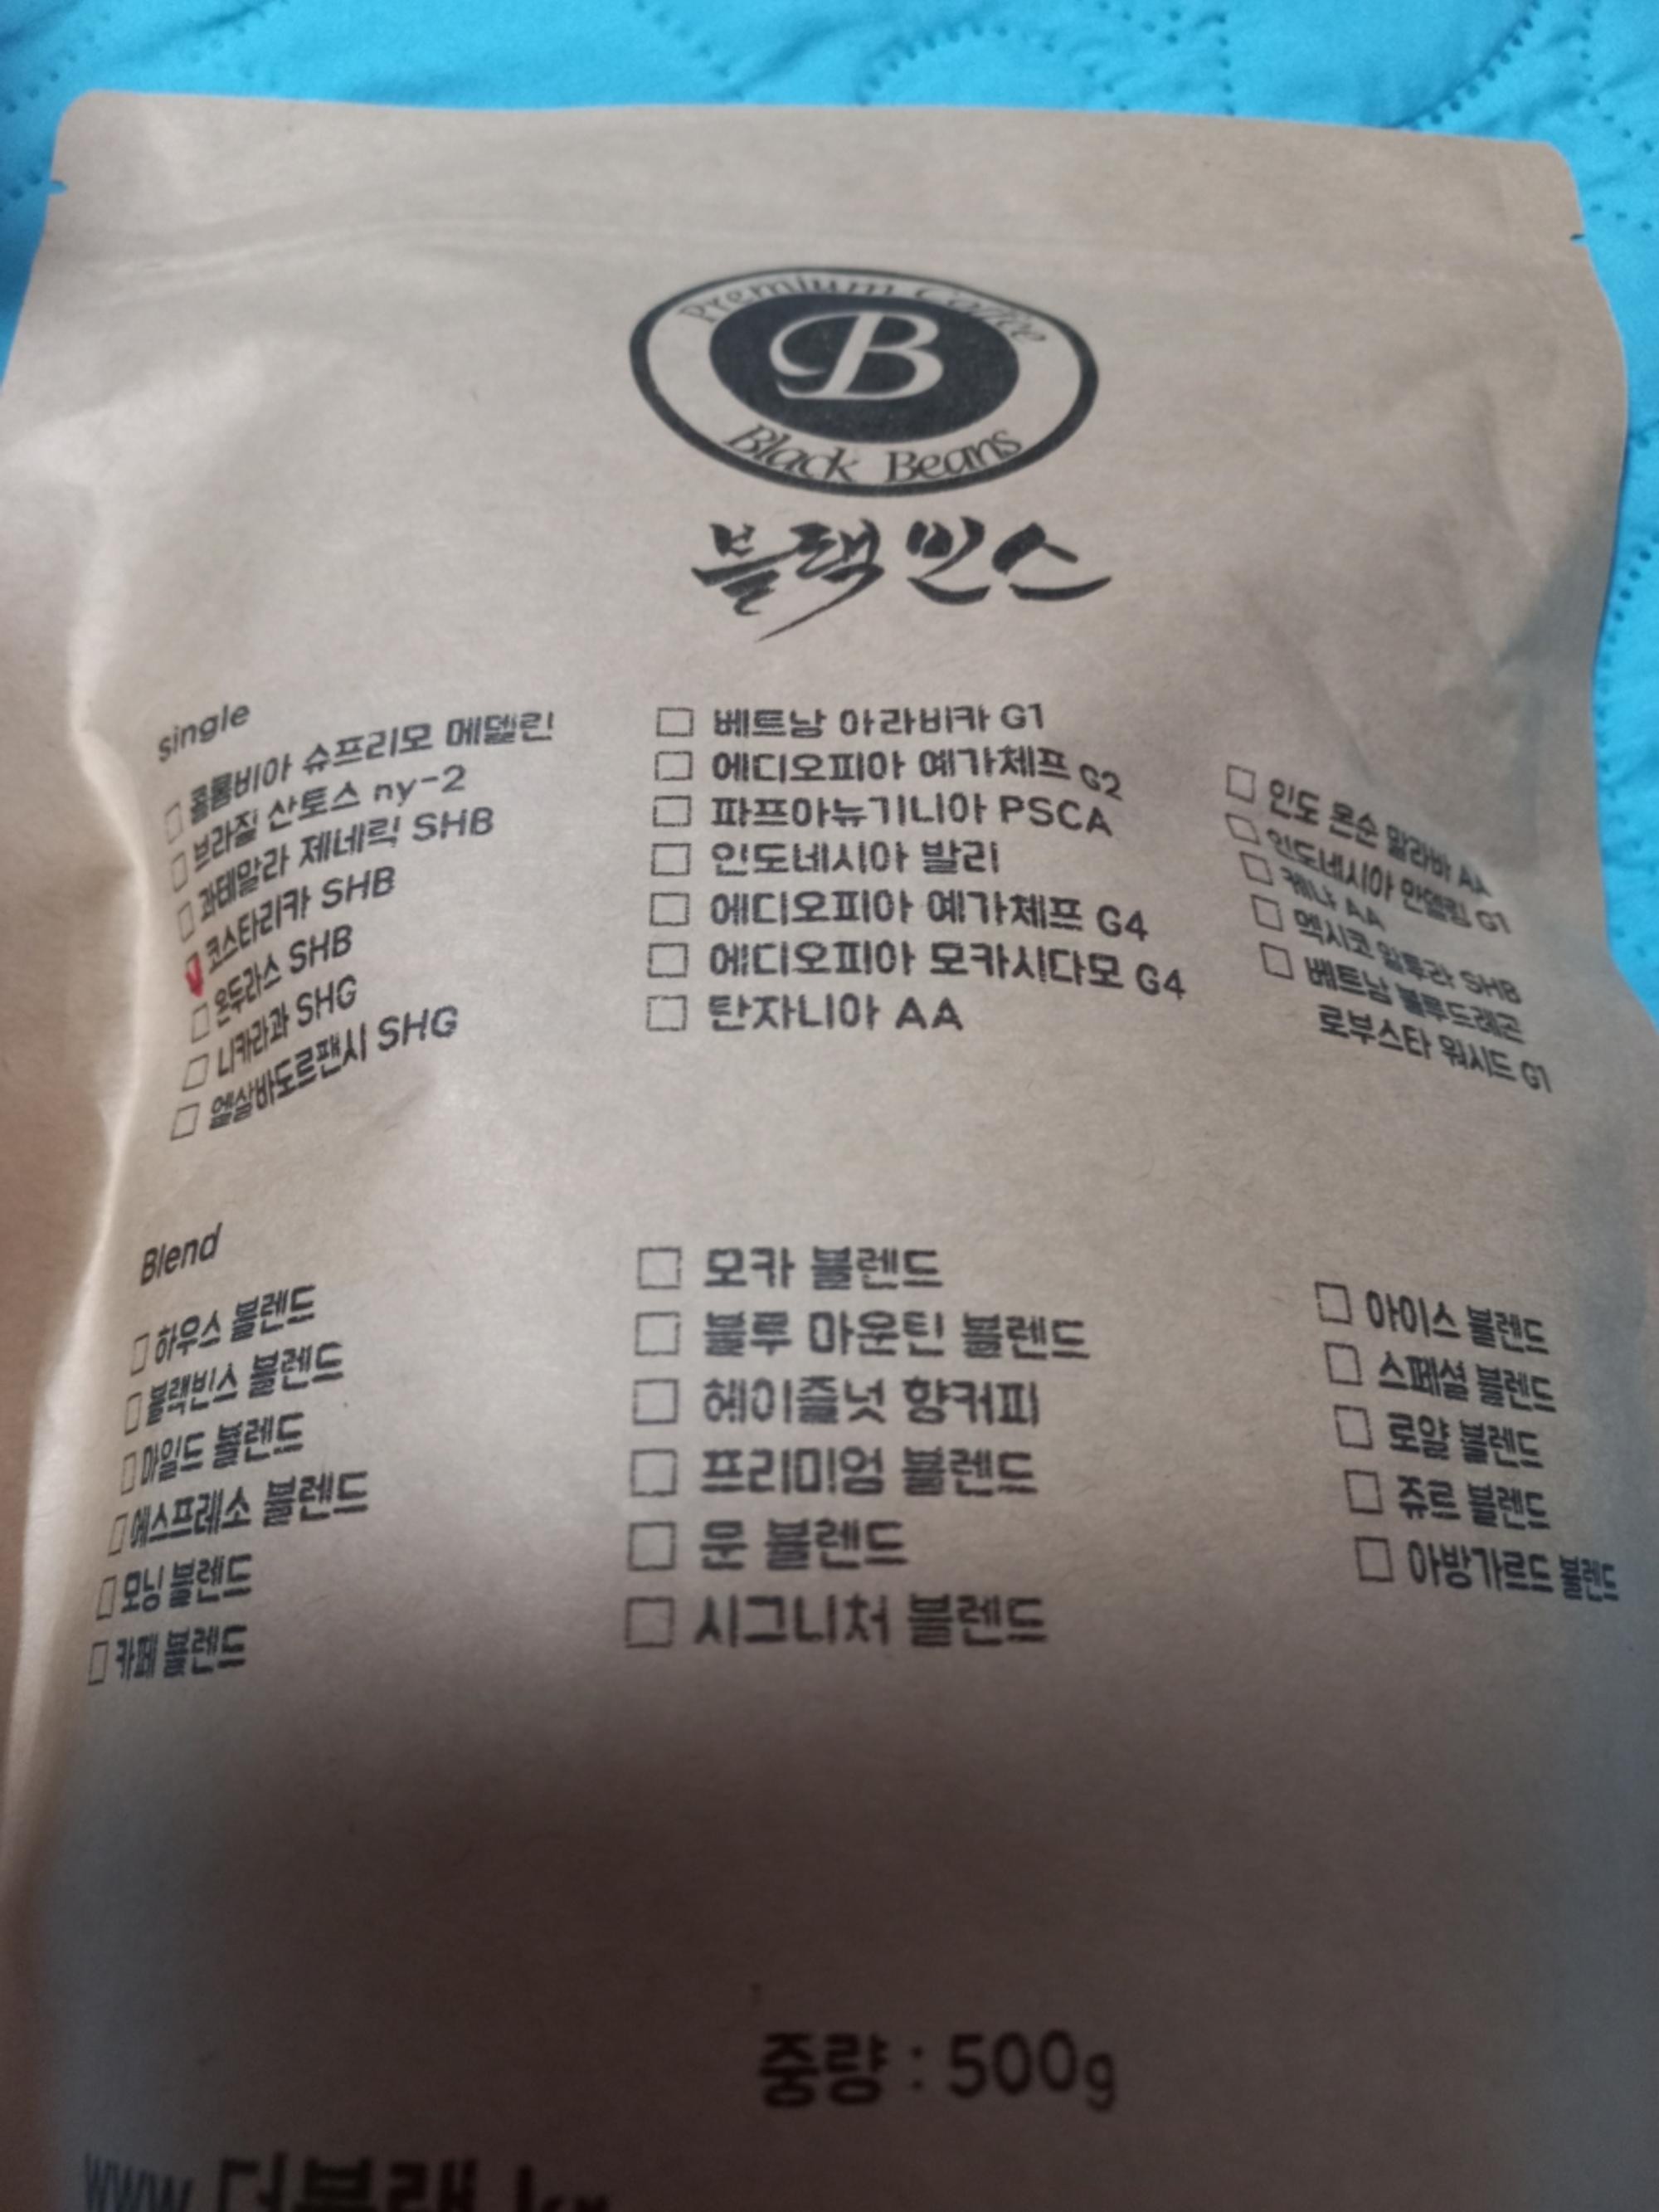 Premium Coffee
B
Black Beans
블랙빈스
single
콜롬비아 슈프리모 메델린
브라질 산토스 ny-2
과테말라 제네릭 SHB
코스타리카 SHB
온두라스 SHB
니카라과 SHG
엘살바도르팬시 SHG
베트남 아라비카 G1
에디오피아 예가체프 G2
파프아뉴기니아 PSCA
인도네시아 발리
에디오피아 예가체프 G4
에디오피아 모카시다모 G4
탄자니아 AA
인도 몬순 말라바 AA
인도네시아 만델링 G1
케냐 AA
멕시코 알투라 SHB
베트남 블루드래곤
로부스타 워시드 G1
Blend
하우스 블렌드
블랙빈스 블렌드
마일드 블렌드
에스프레소 블렌드
모닝 블렌드
블렌드
모카 블렌드
블루 마운틴 블렌드
헤이즐넛 향커피
프리미엄 블렌드
문 블렌드
시그니처 블렌드
아이스 블렌드
스페셜 블렌드
로얄 블렌드
쥬르 블렌드
아방가르드 블렌드
중량 : 500g
www.더블랙.kr